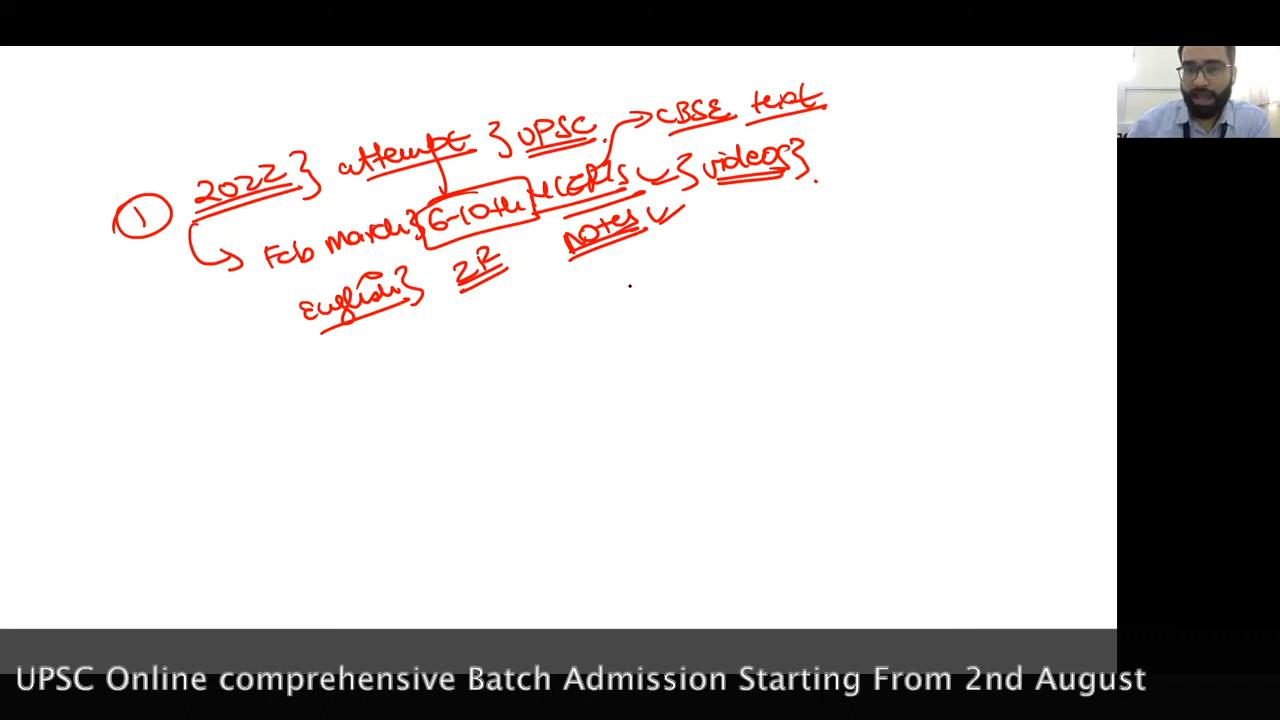 ① 2022 } attempt } UPSC. → CBSE text
→ Feb March } 6-10th NCERTs ✓ } videos } .
English } 2R notes ✓
UPSC Online comprehensive Batch Admission Starting From 2nd August